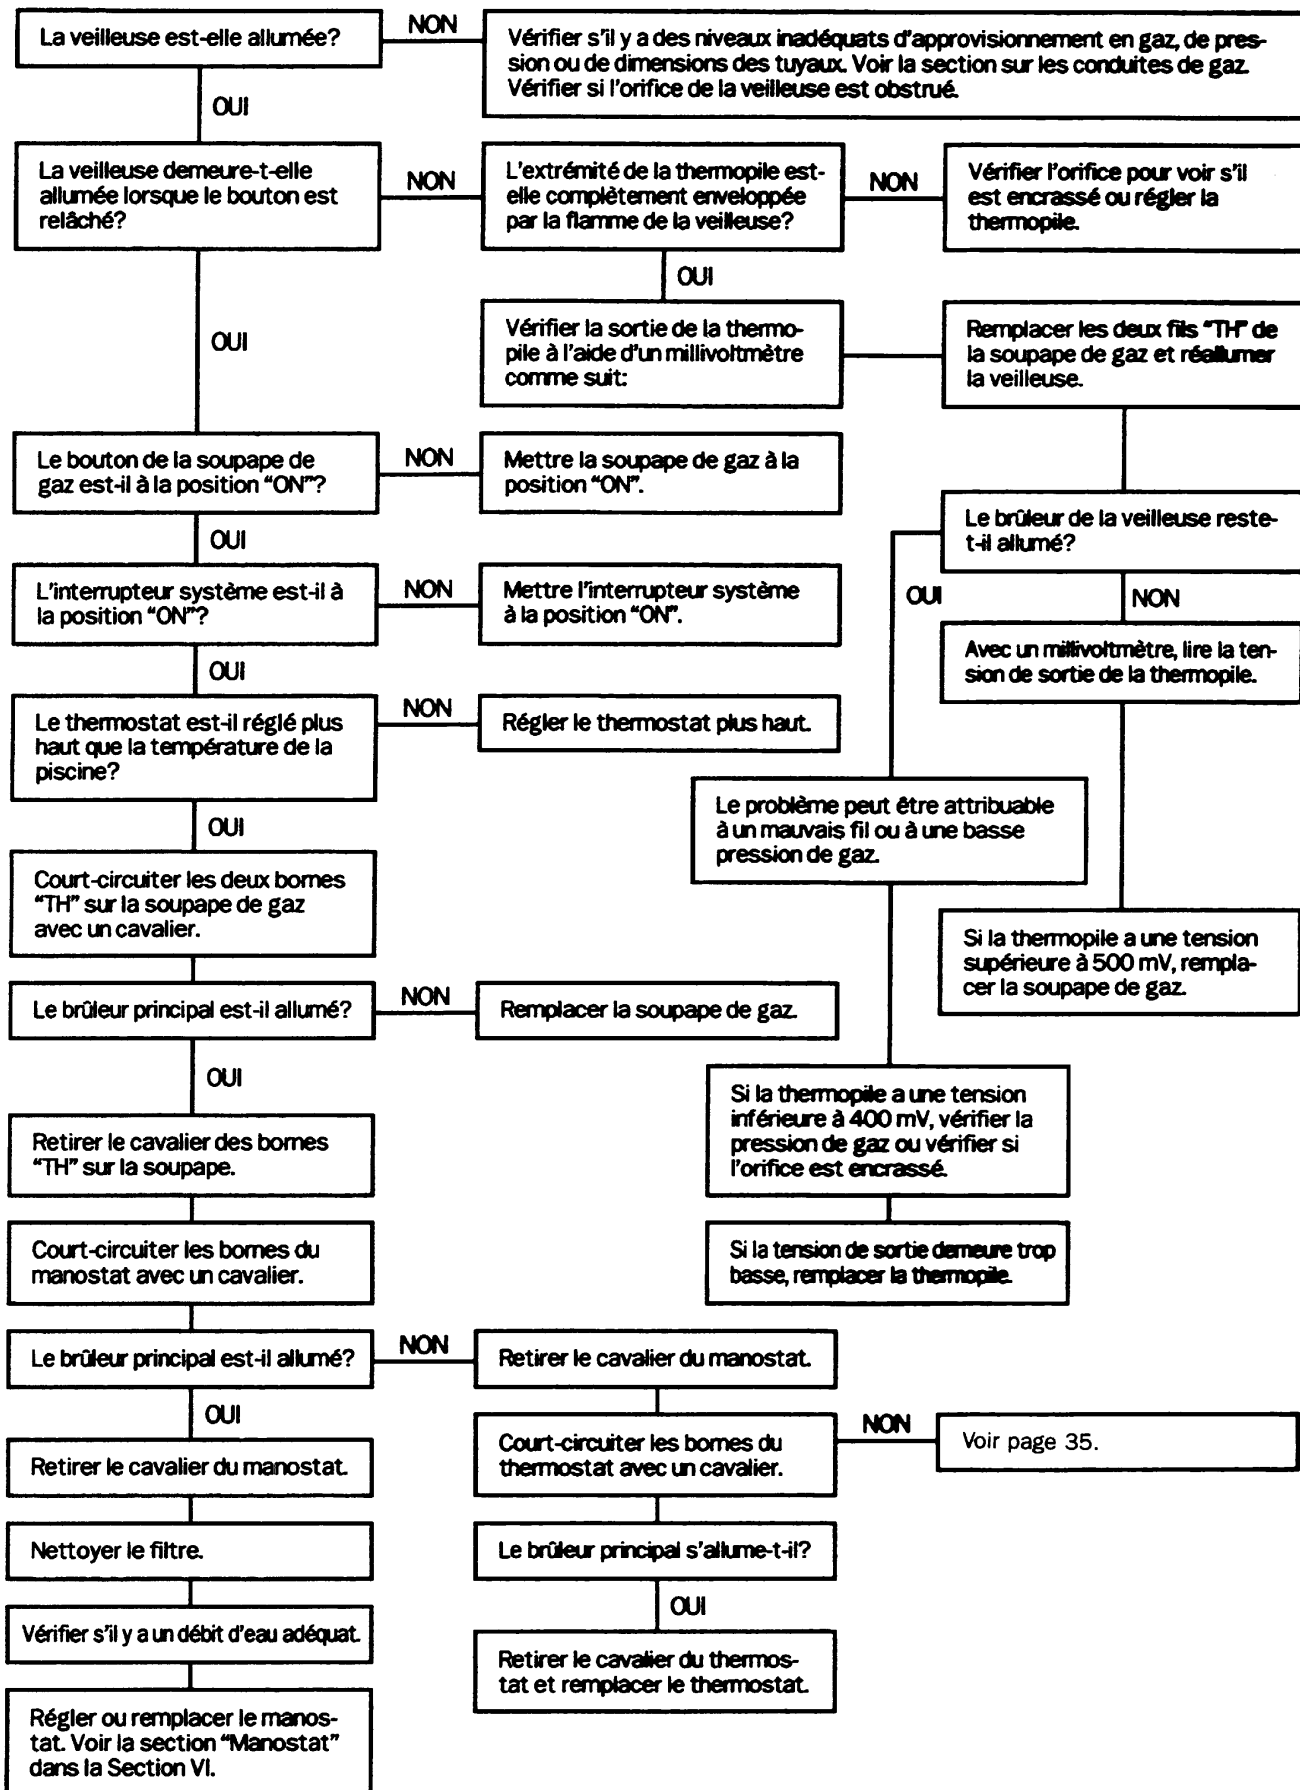 La veilleuse est-elle allumée?
NON
Vérifier s'il y a des niveaux inadéquats d'approvisionnement en gaz, de pres-
sion ou de dimensions des tuyaux. Voir la section sur les conduites de gaz.
Vérifier si l'orifice de la veilleuse est obstrué.
OUI
La veilleuse demeure-t-elle
allumée lorsque le bouton est
relâché?
NON
L'extrémité de la thermopile est-
elle complètement enveloppée
par la flamme de la veilleuse?
NON
Vérifier l'orifice pour voir s'il
est encrassé ou régler la
thermopile.
OUI
OUI
Vérifier la sortie de la thermo-
pile à l'aide d'un millivoltmètre
comme suit:
Remplacer les deux fils "TH" de
la soupape de gaz et réallumer
la veilleuse.
Le bouton de la soupape de
gaz est-il à la position "ON"?
NON
Mettre la soupape de gaz à la
position "ON".
Le brûleur de la veilleuse reste-
t-il allumé?
OUI
L'interrupteur système est-il à
la position "ON"?
NON
Mettre l'interrupteur système
à la position "ON".
OUI
NON
Avec un millivoltmètre, lire la ten-
sion de sortie de la thermopile.
OUI
Le thermostat est-il réglé plus
haut que la température de la
piscine?
NON
Régler le thermostat plus haut.
Le problème peut être attribuable
à un mauvais fil ou à une basse
pression de gaz.
OUI
Court-circuiter les deux bornes
"TH" sur la soupape de gaz
avec un cavalier.
Si la thermopile a une tension
supérieure à 500 mV, rempla-
cer la soupape de gaz.
Le brûleur principal est-il allumé?
NON
Remplacer la soupape de gaz.
OUI
Si la thermopile a une tension
inférieure à 400 mV, vérifier la
pression de gaz ou vérifier si
l'orifice est encrassé.
Retirer le cavalier des bornes
"TH" sur la soupape.
Court-circuiter les bornes du
manostat avec un cavalier.
Si la tension de sortie demeure trop
basse, remplacer la thermopile.
Le brûleur principal est-il allumé?
NON
Retirer le cavalier du manostat.
OUI
Court-circuiter les bornes du
thermostat avec un cavalier.
NON
Voir page 35.
Retirer le cavalier du manostat.
Nettoyer le filtre.
Le brûleur principal s'allume-t-il?
OUI
Vérifier s'il y a un débit d'eau adéquat.
Retirer le cavalier du thermos-
tat et remplacer le thermostat.
Régler ou remplacer le manos-
tat. Voir la section "Manostat"
dans la Section VI.